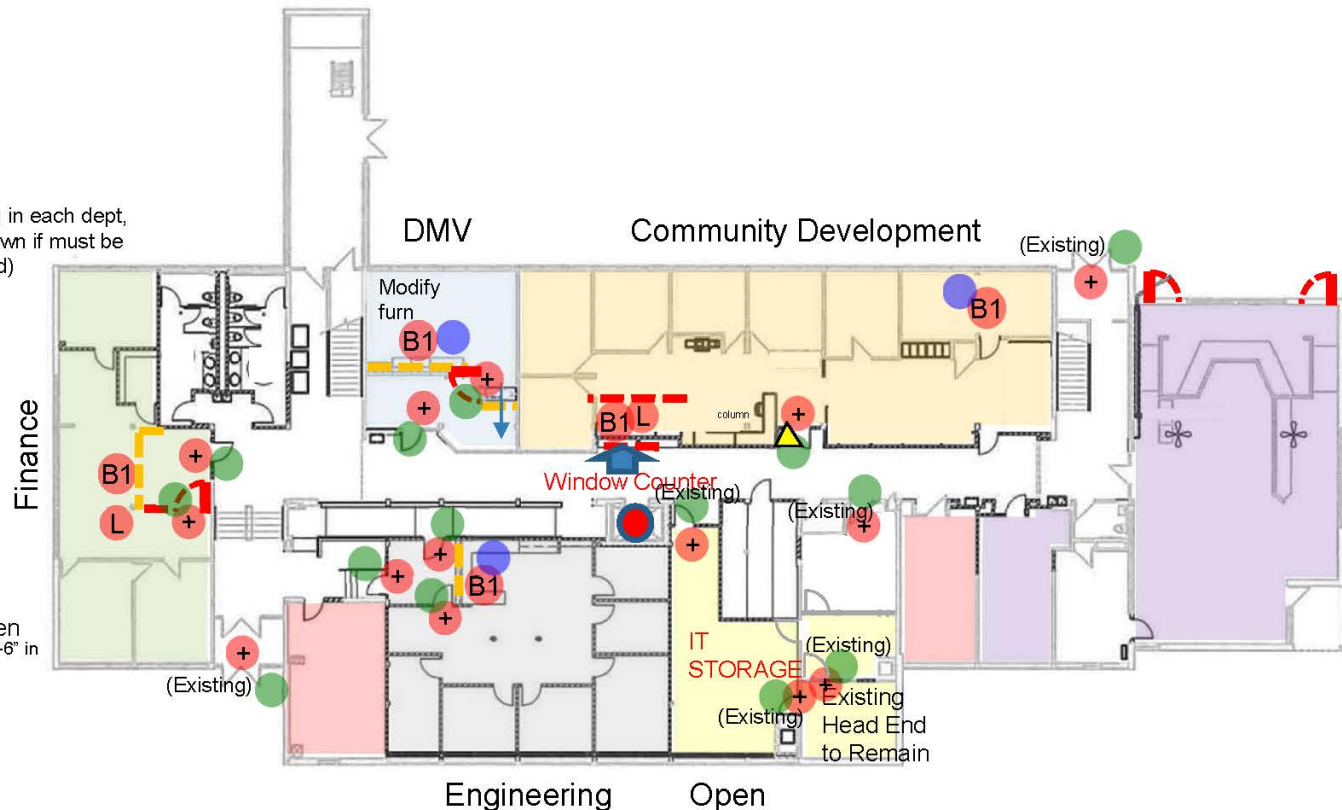 in each dept,
wn if must be
d)
DMV
Community Development
(Existing)
Modify
furn
B1
+
B1
+
+
B1
L
column
+
Finance
B1
L
+
+
Window Counter
(Existing)
(Existing)
+
+
+
+
+
B1
en
-6" in
+
(Existing)
IT
STORAGE
(Existing)
+
+
(Existing)
Existing
Head End
to Remain
Engineering
Open